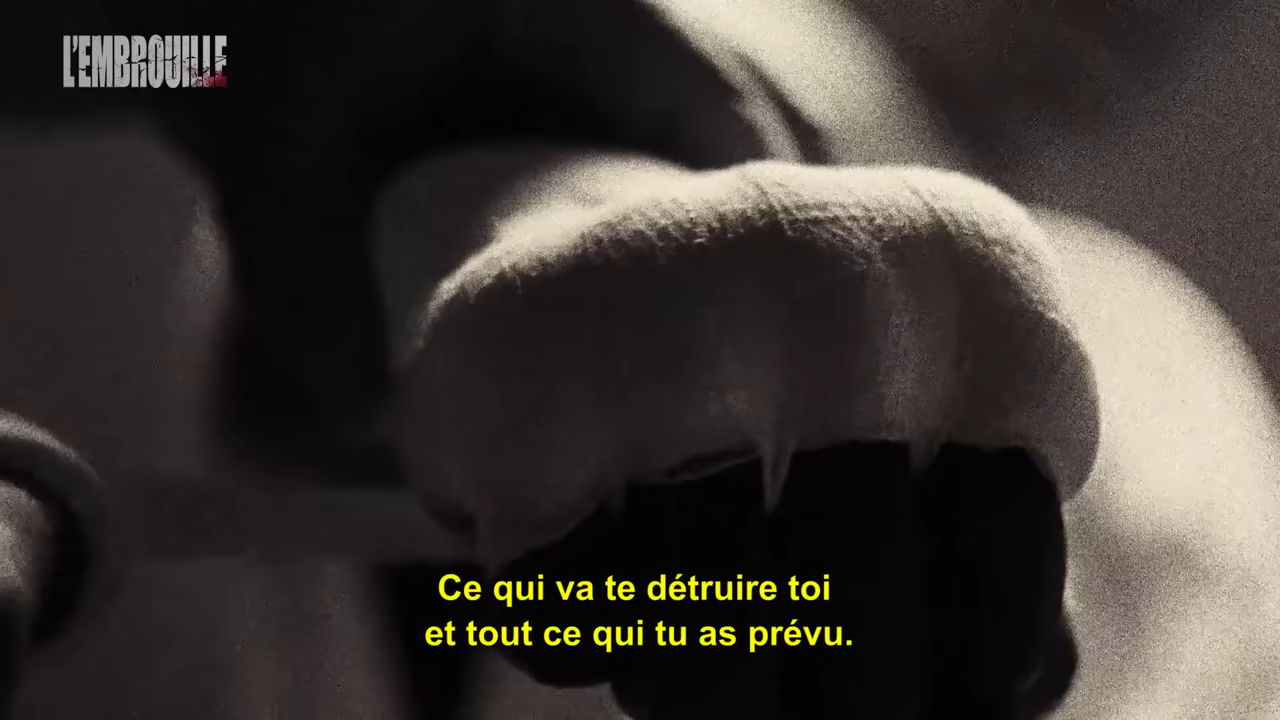 L'EMBROUILLE
Ce qui va te détruire toi
et tout ce qui tu as prévu.